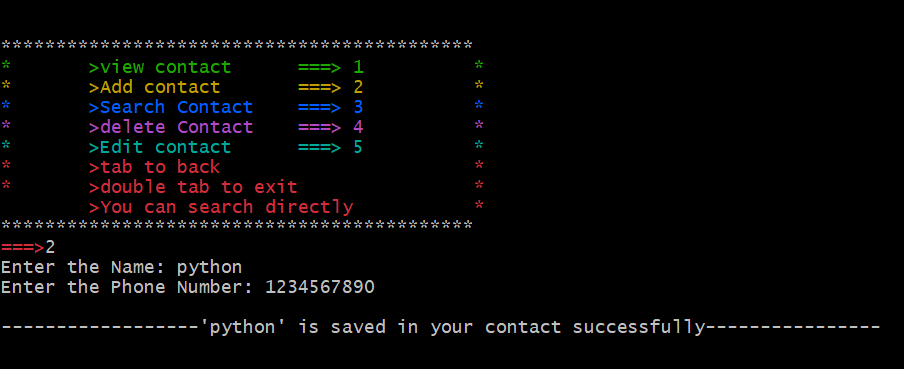 *******************************************
* >view contact ===> 1 *
* >Add contact ===> 2 *
* >Search Contact ===> 3 *
* >delete Contact ===> 4 *
* >Edit contact ===> 5 *
* >tab to back *
* >double tab to exit *
>You can search directly *
*******************************************
===>2
Enter the Name: python
Enter the Phone Number: 1234567890
------------------'python' is saved in your contact successfully----------------